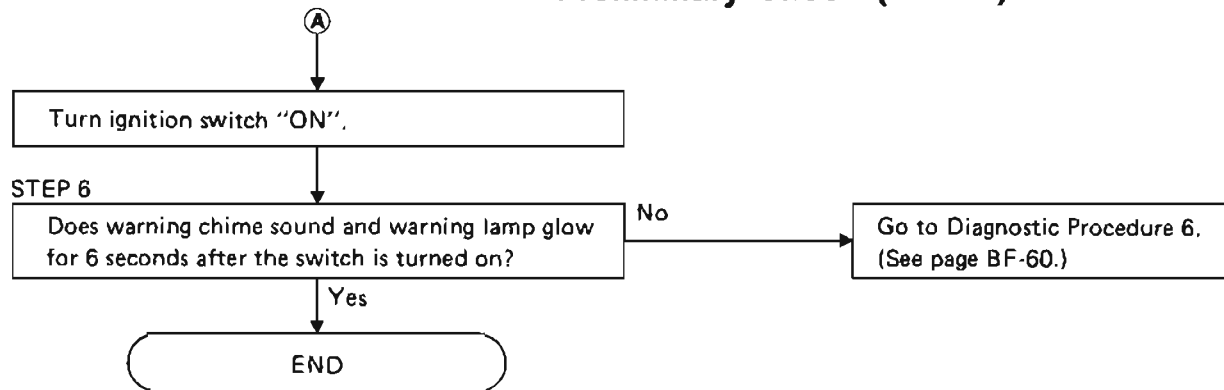 A
Turn ignition switch "ON".
STEP 6
Does warning chime sound and warning lamp glow
for 6 seconds after the switch is turned on?
No
Go to Diagnostic Procedure 6.
(See page BF-60.)
Yes
END